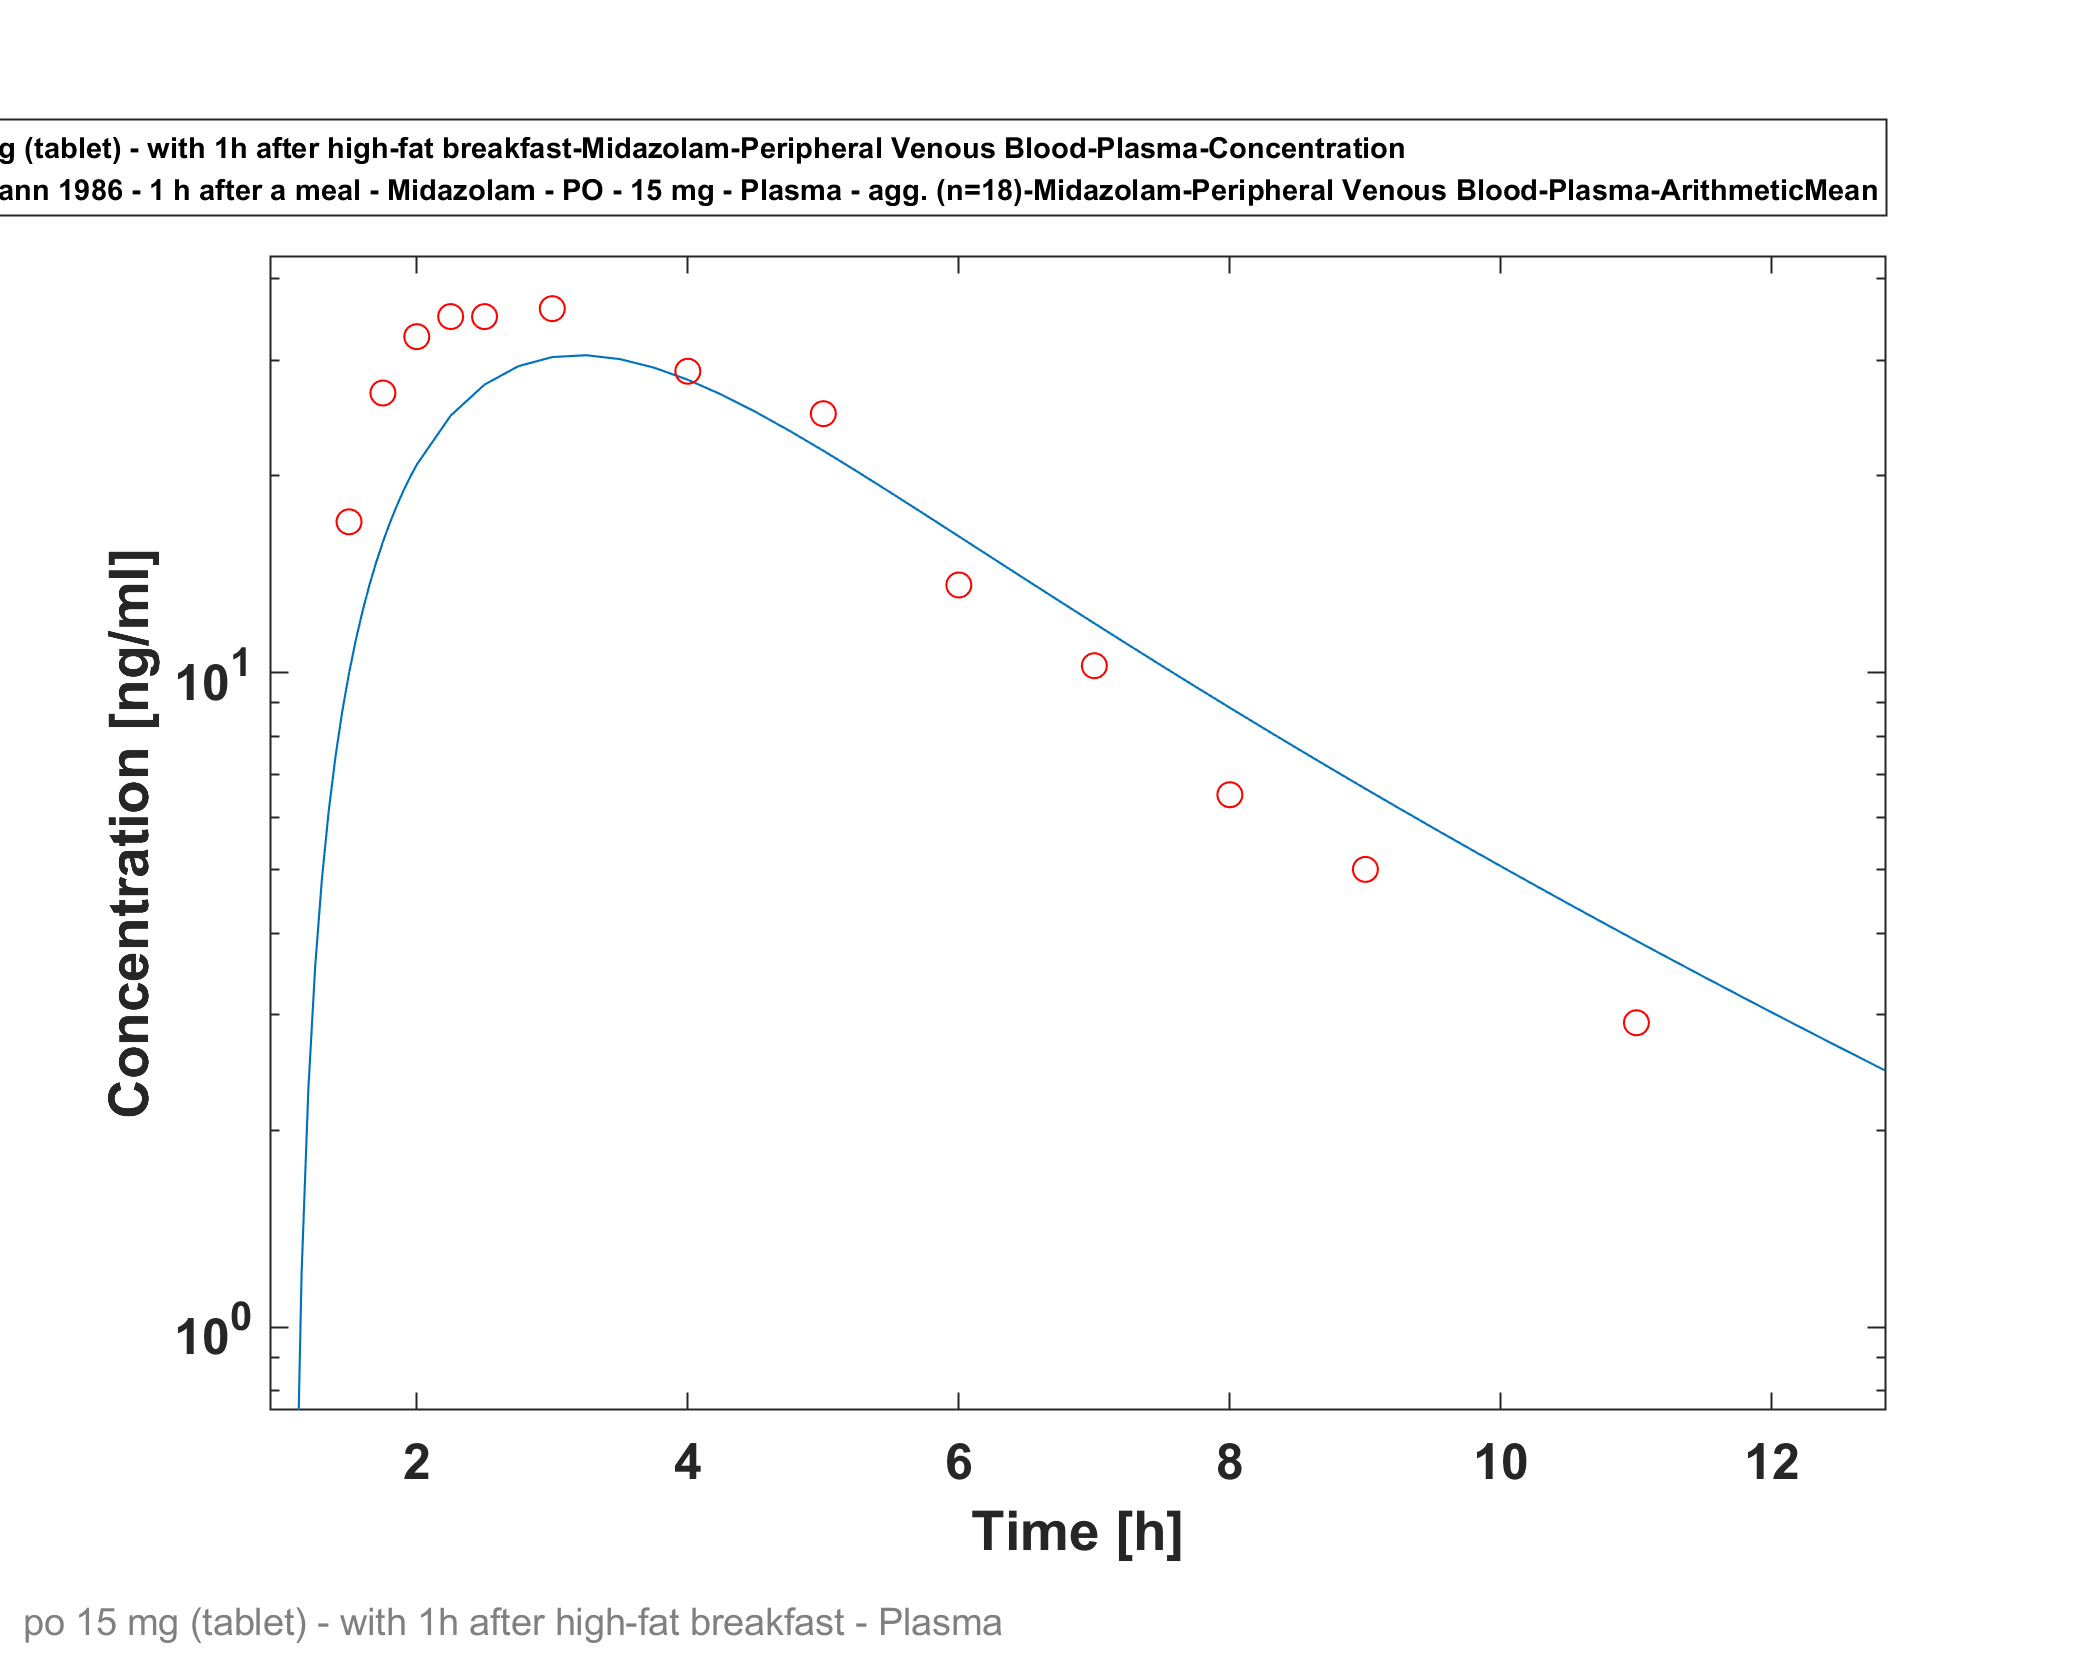 g (tablet) - with 1h after high-fat breakfast-Midazolam-Peripheral Venous Blood-Plasma-Concentration
ann 1986 - 1 h after a meal - Midazolam - PO - 15 mg - Plasma - agg. (n=18)-Midazolam-Peripheral Venous Blood-Plasma-ArithmeticMean
Concentration [ng/ml]
10¹
10⁰
2 4 6 8 10 12
Time [h]
po 15 mg (tablet) - with 1h after high-fat breakfast - Plasma